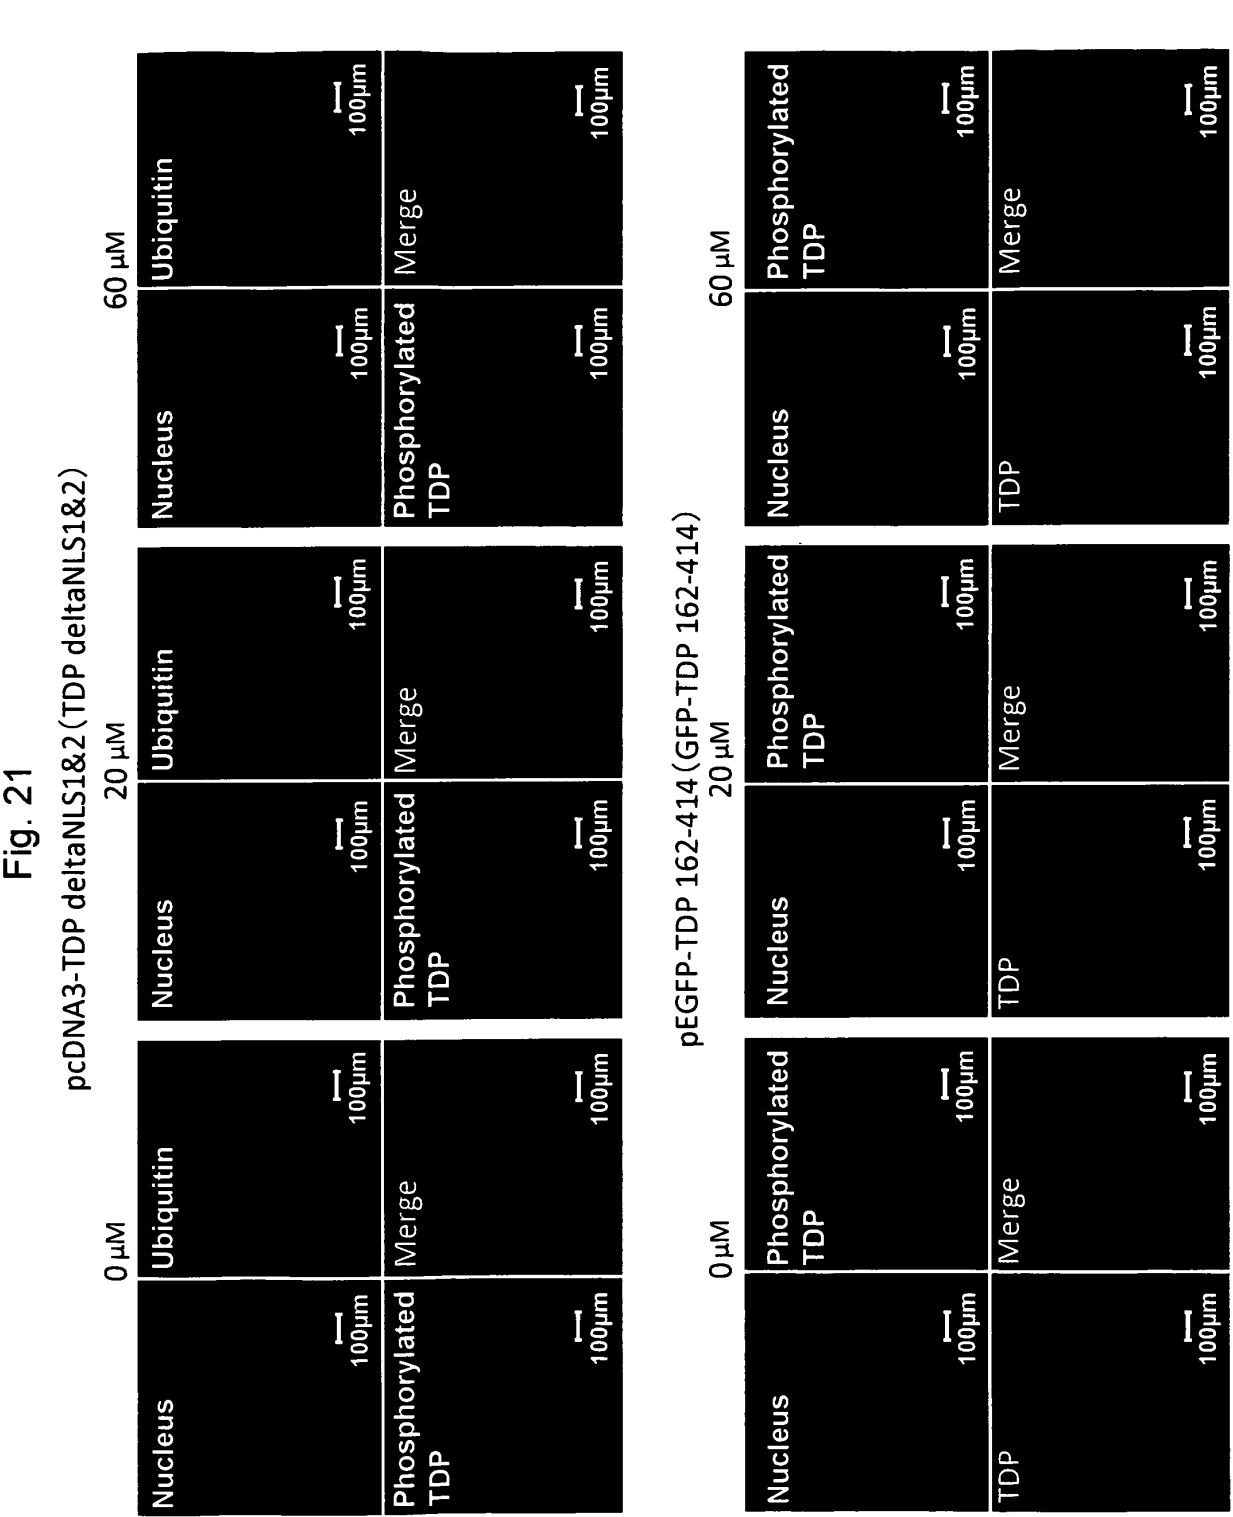 Fig. 21
pcDNA3-TDP deltaNLS1&2(TDP deltaNLS1&2)
0 μM
20 μM
60 μM
Nucleus
100μm
Ubiquitin
100μm
Phosphorylated
TDP
100μm
Merge
100μm
Nucleus
100μm
Ubiquitin
100μm
Phosphorylated
TDP
100μm
Merge
100μm
Nucleus
100μm
Ubiquitin
100μm
Phosphorylated
TDP
100μm
Merge
100μm
pEGFP-TDP 162-414(GFP-TDP 162-414)
0 μM
20 μM
60 μM
Nucleus
100μm
Phosphorylated
TDP
100μm
TDP
100μm
Merge
100μm
Nucleus
100μm
Phosphorylated
TDP
100μm
TDP
100μm
Merge
100μm
Nucleus
100μm
Phosphorylated
TDP
100μm
TDP
100μm
Merge
100μm